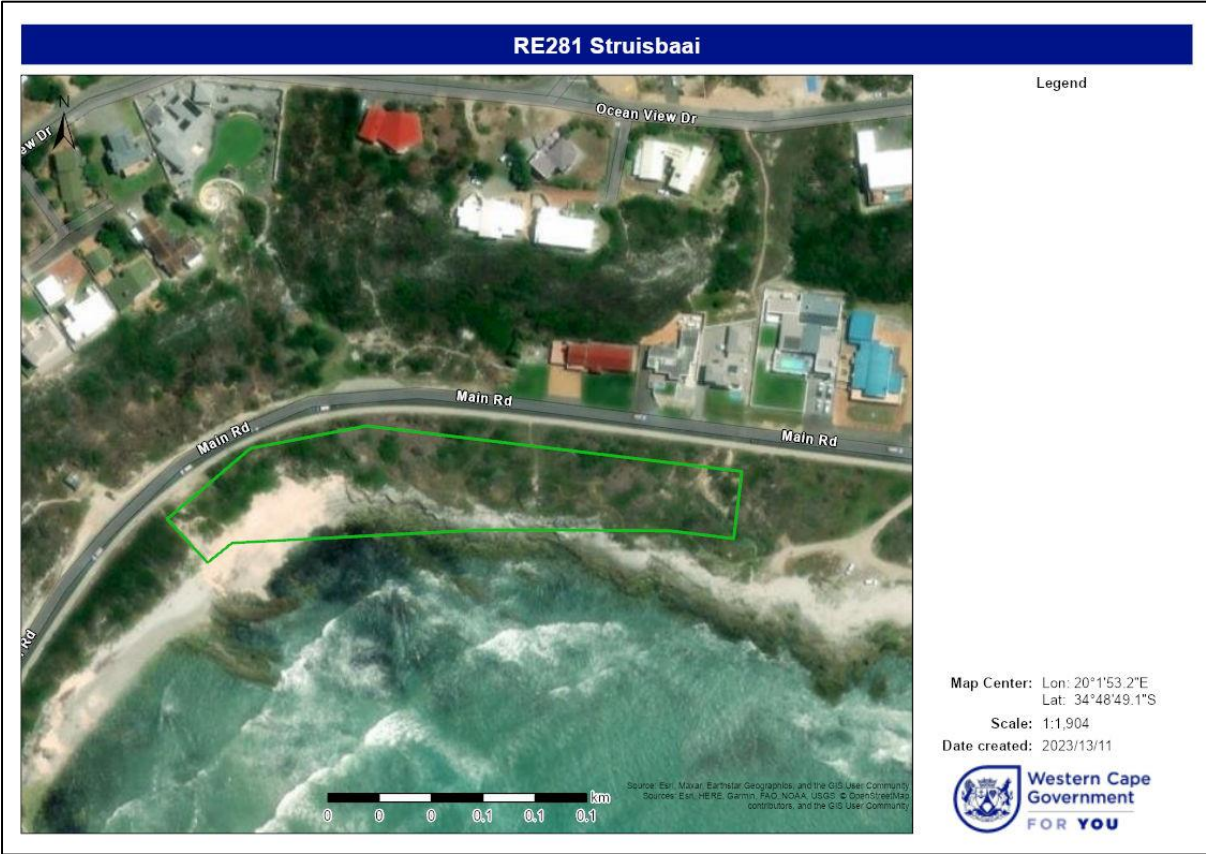 RE281 Struisbaai
Legend
N
Ocean View Dr
ew Dr
Main Rd
Main Rd
Main Rd
Rd
km
0 0 0 0.1 0.1 0.1
Source: Esri, Maxar, Earthstar Geographics, and the GIS User Community
Sources: Esri, HERE, Garmin, FAO, NOAA, USGS, © OpenStreetMap
contributors, and the GIS User Community
Map Center: Lon: 20°1'53.2"E
Lat: 34°48'49.1"S
Scale: 1:1,904
Date created: 2023/13/11
Western Cape
Government
FOR YOU